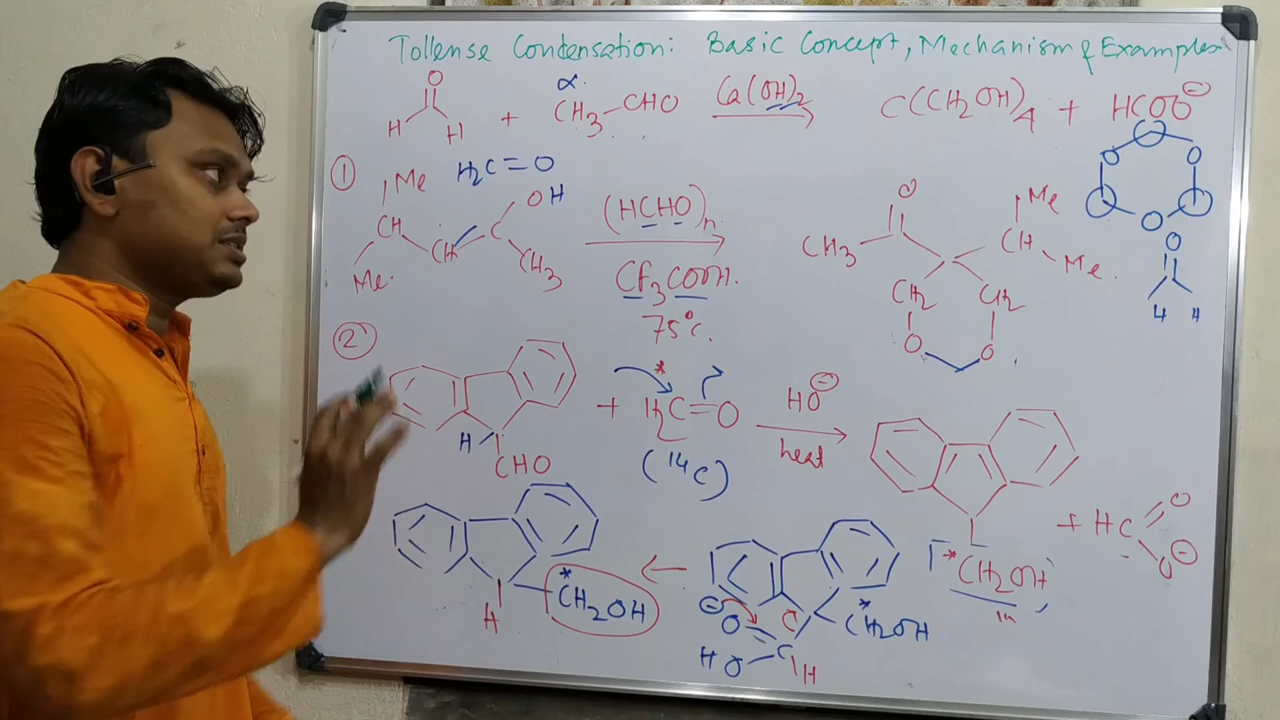 Tollense Condensation: Basic Concept, Mechanism & Examples
O
H H + α CH3-CHO Ca(OH)2 C(CH2OH)4 + HCOO⊖
① H2C=O
Me CH Me CH C OH CH3
(HCHO)n
CF3COOH.
75°C.
O CH3 CH Me Me.
CH2 CH2
O O
O O O
O
H H
②
H CHO + H2C=O * (14C)
HO⊖
heat
*CH2OH + HC O O⊖
H *CH2OH
⊖ O C H O H *CH2OH